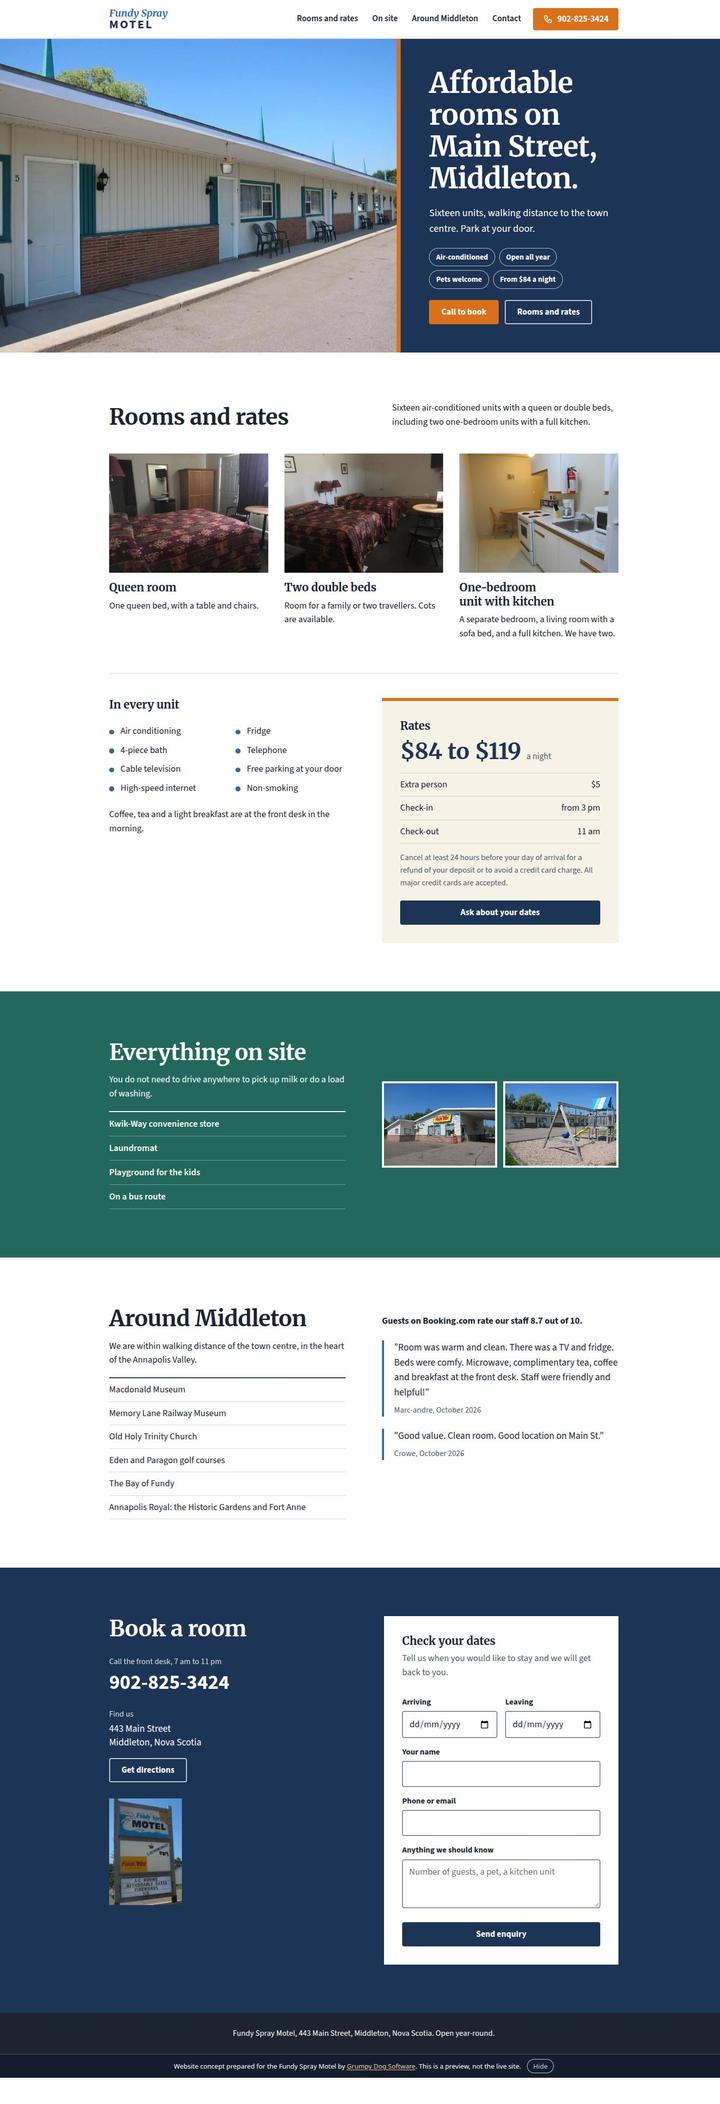 Fundy Spray
MOTEL
Rooms and rates
On site
Around Middleton
Contact
902-825-3424
5
Affordable
rooms on
Main Street,
Middleton.
Sixteen units, walking distance to the town
centre. Park at your door.
Air-conditioned
Open all year
Pets welcome
From $84 a night
Call to book
Rooms and rates
Rooms and rates
Sixteen air-conditioned units with a queen or double beds,
including two one-bedroom units with a full kitchen.
Queen room
One queen bed, with a table and chairs.
Two double beds
Room for a family or two travellers. Cots
are available.
One-bedroom
unit with kitchen
A separate bedroom, a living room with a
sofa bed, and a full kitchen. We have two.
In every unit
Air conditioning
4-piece bath
Cable television
High-speed internet
Fridge
Telephone
Free parking at your door
Non-smoking
Coffee, tea and a light breakfast are at the front desk in the
morning.
Rates
$84 to $119 a night
Extra person $5
Check-in from 3 pm
Check-out 11 am
Cancel at least 24 hours before your day of arrival for a
refund of your deposit or to avoid a credit card charge. All
major credit cards are accepted.
Ask about your dates
Everything on site
You do not need to drive anywhere to pick up milk or do a load
of washing.
Kwik-Way convenience store
Laundromat
Playground for the kids
On a bus route
Around Middleton
We are within walking distance of the town centre, in the heart
of the Annapolis Valley.
Macdonald Museum
Memory Lane Railway Museum
Old Holy Trinity Church
Eden and Paragon golf courses
The Bay of Fundy
Annapolis Royal: the Historic Gardens and Fort Anne
Guests on Booking.com rate our staff 8.7 out of 10.
"Room was warm and clean. There was a TV and fridge.
Beds were comfy. Microwave, complimentary tea, coffee
and breakfast at the front desk. Staff were friendly and
helpful!"
Marc-andre, October 2026
"Good value. Clean room. Good location on Main St."
Crowe, October 2026
Book a room
Call the front desk, 7 am to 11 pm
902-825-3424
Find us
443 Main Street
Middleton, Nova Scotia
Get directions
Fundy Spray
MOTEL
Check your dates
Tell us when you would like to stay and we will get
back to you.
Arriving
Leaving
dd/mm/yyyy
dd/mm/yyyy
Your name
Phone or email
Anything we should know
Number of guests, a pet, a kitchen unit
Send enquiry
Fundy Spray Motel, 443 Main Street, Middleton, Nova Scotia. Open year-round.
Website concept prepared for the Fundy Spray Motel by Grumpy Dog Software. This is a preview, not the live site.
Hide